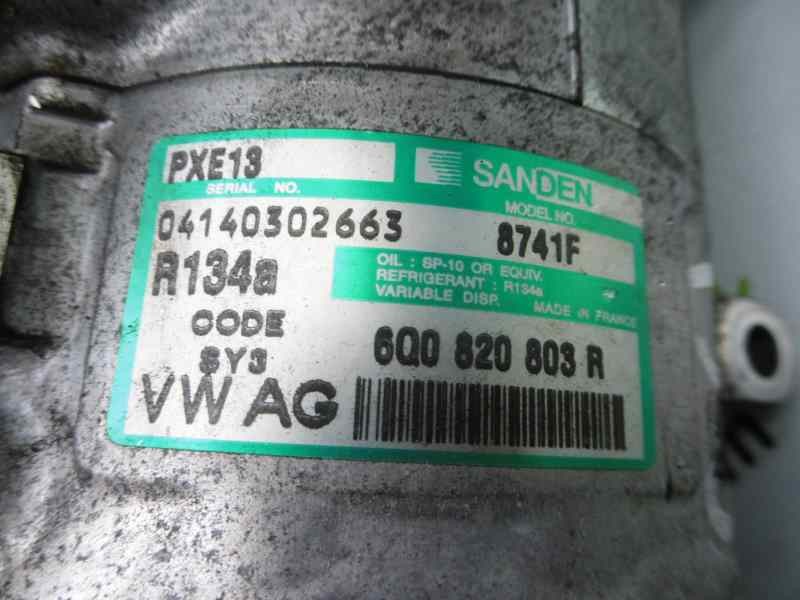 PXE13
SANDEN
SERIAL NO.
MODEL NO.
04140302663
8741F
R134a
OIL : SP-10 OR EQUIV.
REFRIGERANT : R134a
VARIABLE DISP.
MADE IN FRANCE
CODE
SY3
6Q0 820 803 R
VW AG